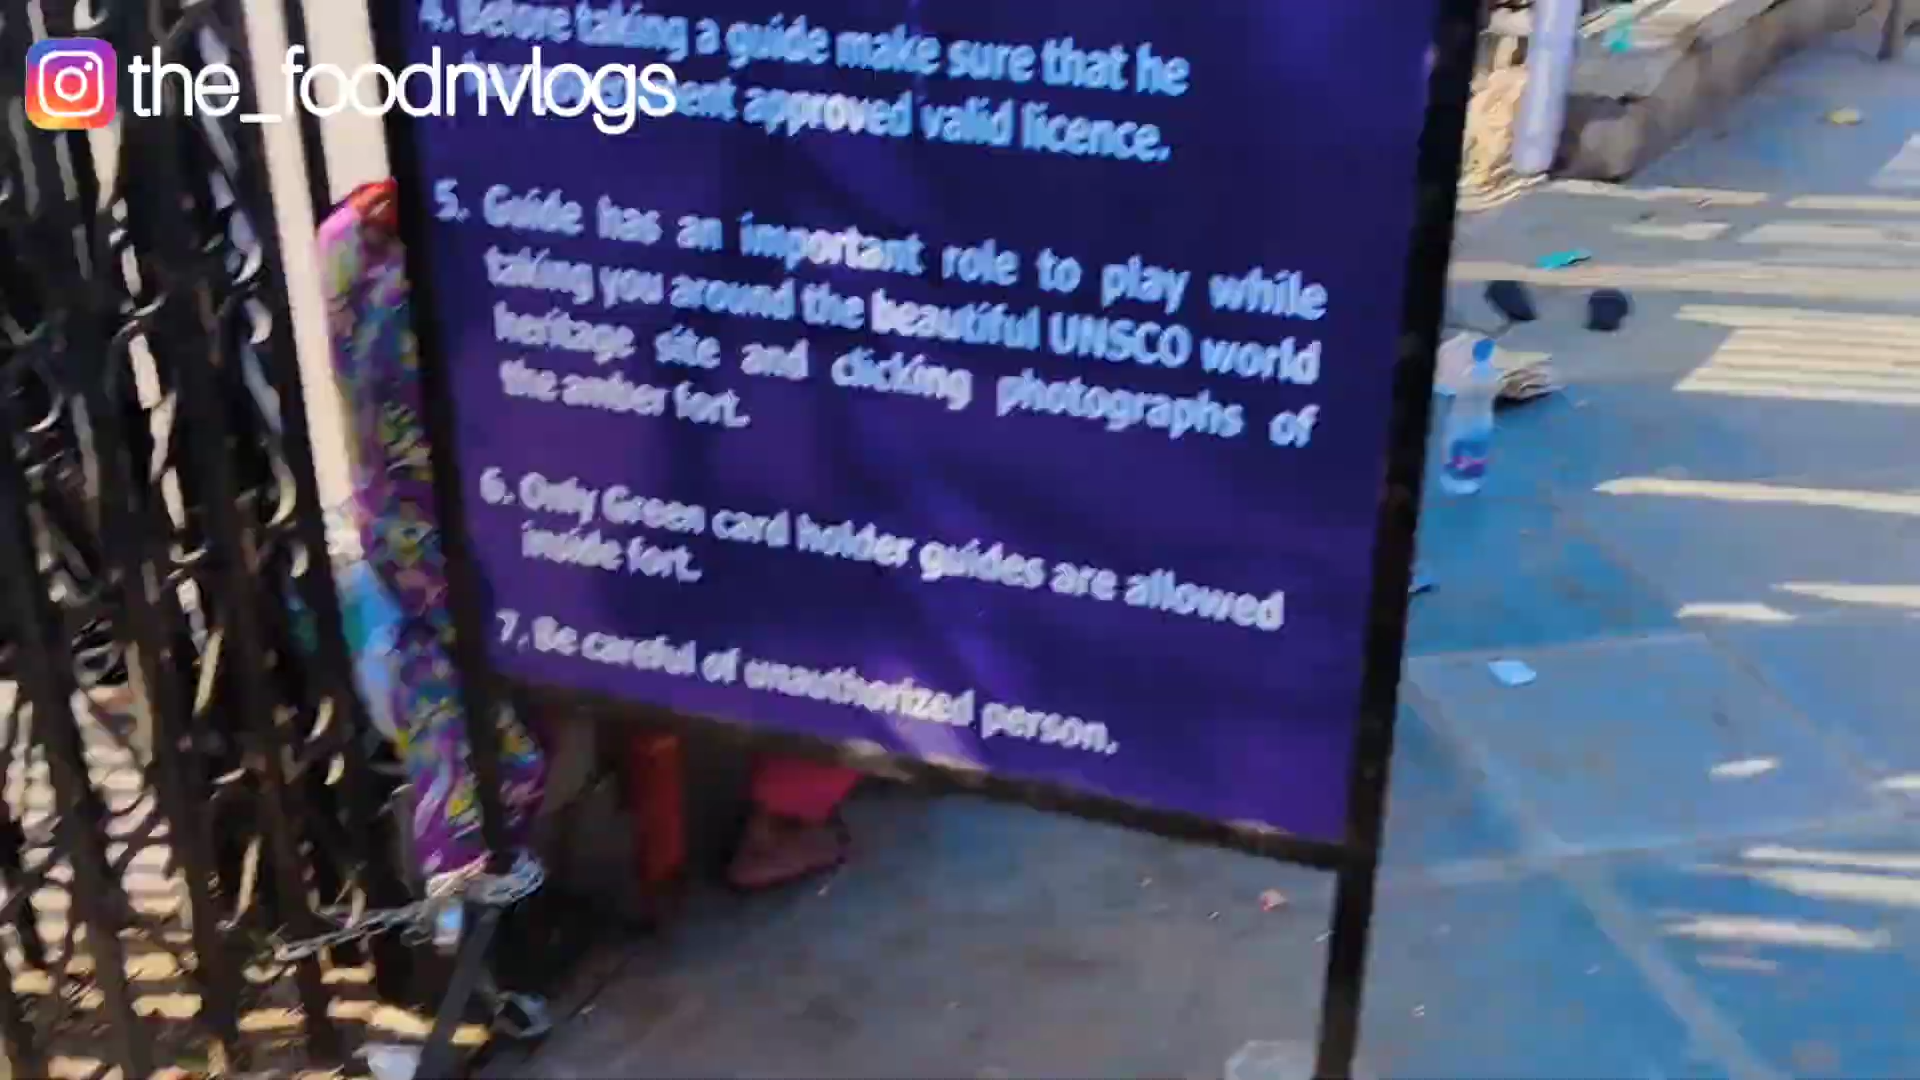 the_foodnvlogs
4. Before taking a guide make sure that he
approved valid licence.
5. Guide has an important role to play while
taking you around the beautiful UNSCO world
heritage site and clicking photographs of
the amber fort.
6. Only Green card holder guides are allowed
inside fort.
7. Be careful of unauthorized person.